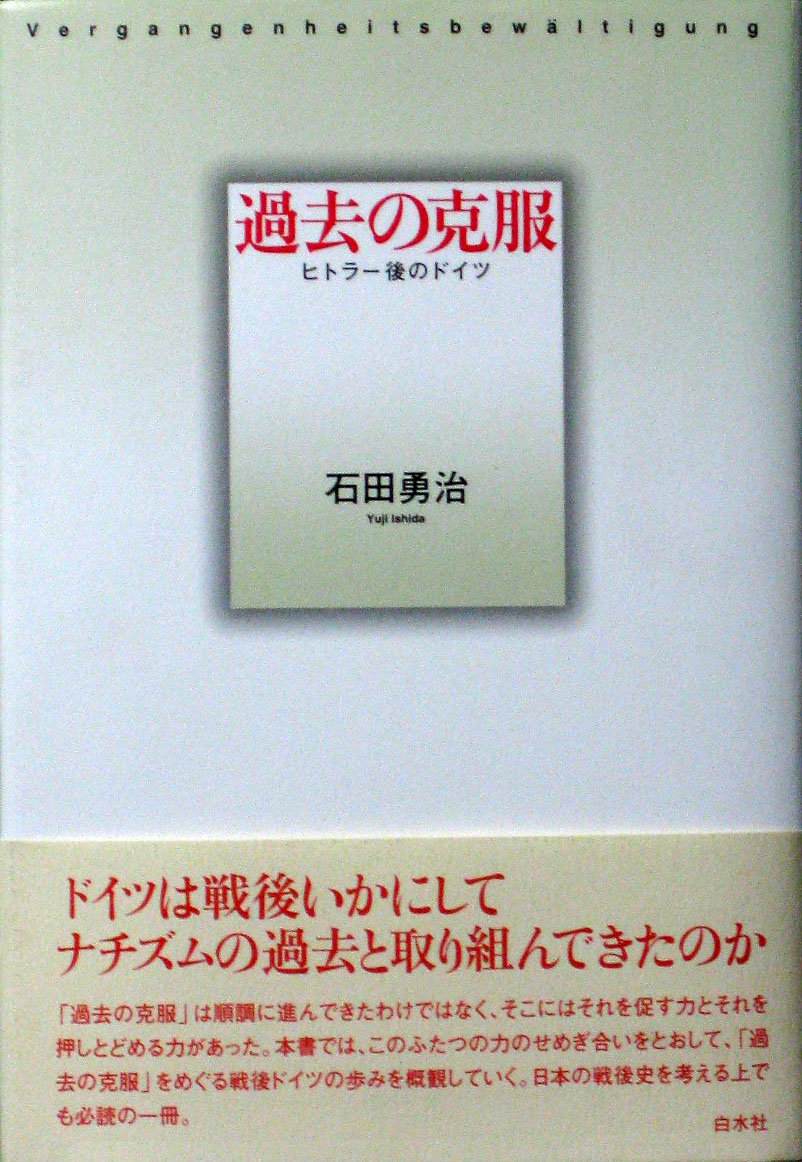 Vergangenheitsbewältigung
過去の克服
ヒトラー後のドイツ
石田勇治
Yuji Ishida
ドイツは戦後いかにして
ナチズムの過去と取り組んできたのか
「過去の克服」は順調に進んできたわけではなく、そこにはそれを促す力とそれを
押しとどめる力があった。本書では、このふたつの力のせめぎ合いをとおして、「過
去の克服」をめぐる戦後ドイツの歩みを概観していく。日本の戦後史を考える上で
も必読の一冊。
白水社